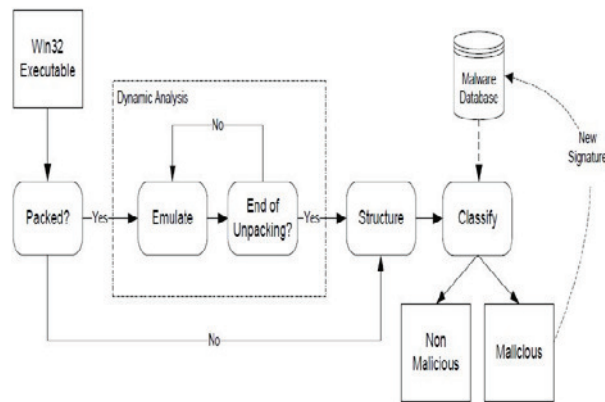 Win32
Executable
Dynamic Analysis
No
Packed?
Yes
Emulate
End of
Unpacking?
Yes
Structure
Classify
Malware
Database
New
Signature
No
Non
Malicious
Malicious